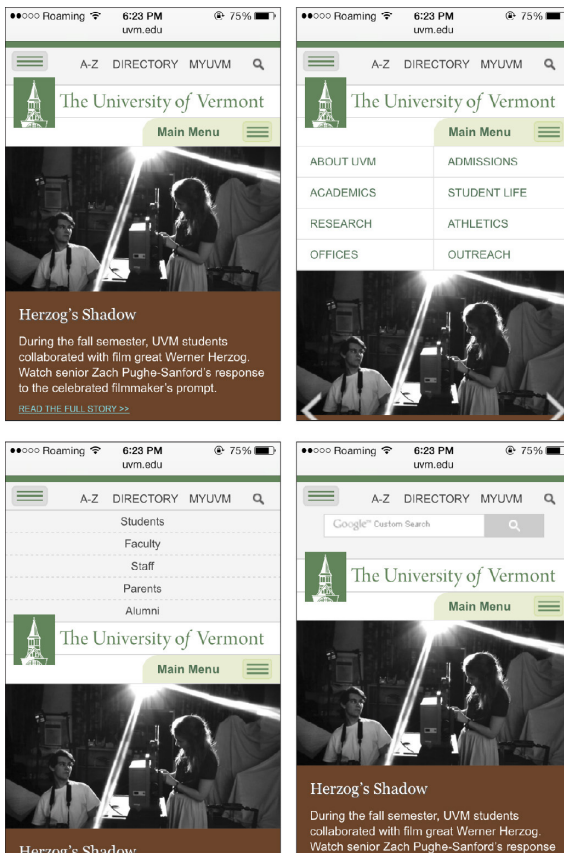 Roaming 6:23 PM 75%
uvm.edu
A-Z DIRECTORY MYUVM
The University of Vermont
Main Menu
Herzog's Shadow
During the fall semester, UVM students
collaborated with film great Werner Herzog.
Watch senior Zach Pughe-Sanford's response
to the celebrated filmmaker's prompt.
READ THE FULL STORY >>
Roaming 6:23 PM 75%
uvm.edu
A-Z DIRECTORY MYUVM
The University of Vermont
Main Menu
ABOUT UVM ADMISSIONS
ACADEMICS STUDENT LIFE
RESEARCH ATHLETICS
OFFICES OUTREACH
Roaming 6:23 PM 75%
uvm.edu
A-Z DIRECTORY MYUVM
Students
Faculty
Staff
Parents
Alumni
The University of Vermont
Main Menu
Herzog's Shadow
Roaming 6:23 PM 75%
uvm.edu
A-Z DIRECTORY MYUVM
Google™ Custom Search
The University of Vermont
Main Menu
Herzog's Shadow
During the fall semester, UVM students
collaborated with film great Werner Herzog.
Watch senior Zach Pughe-Sanford's response